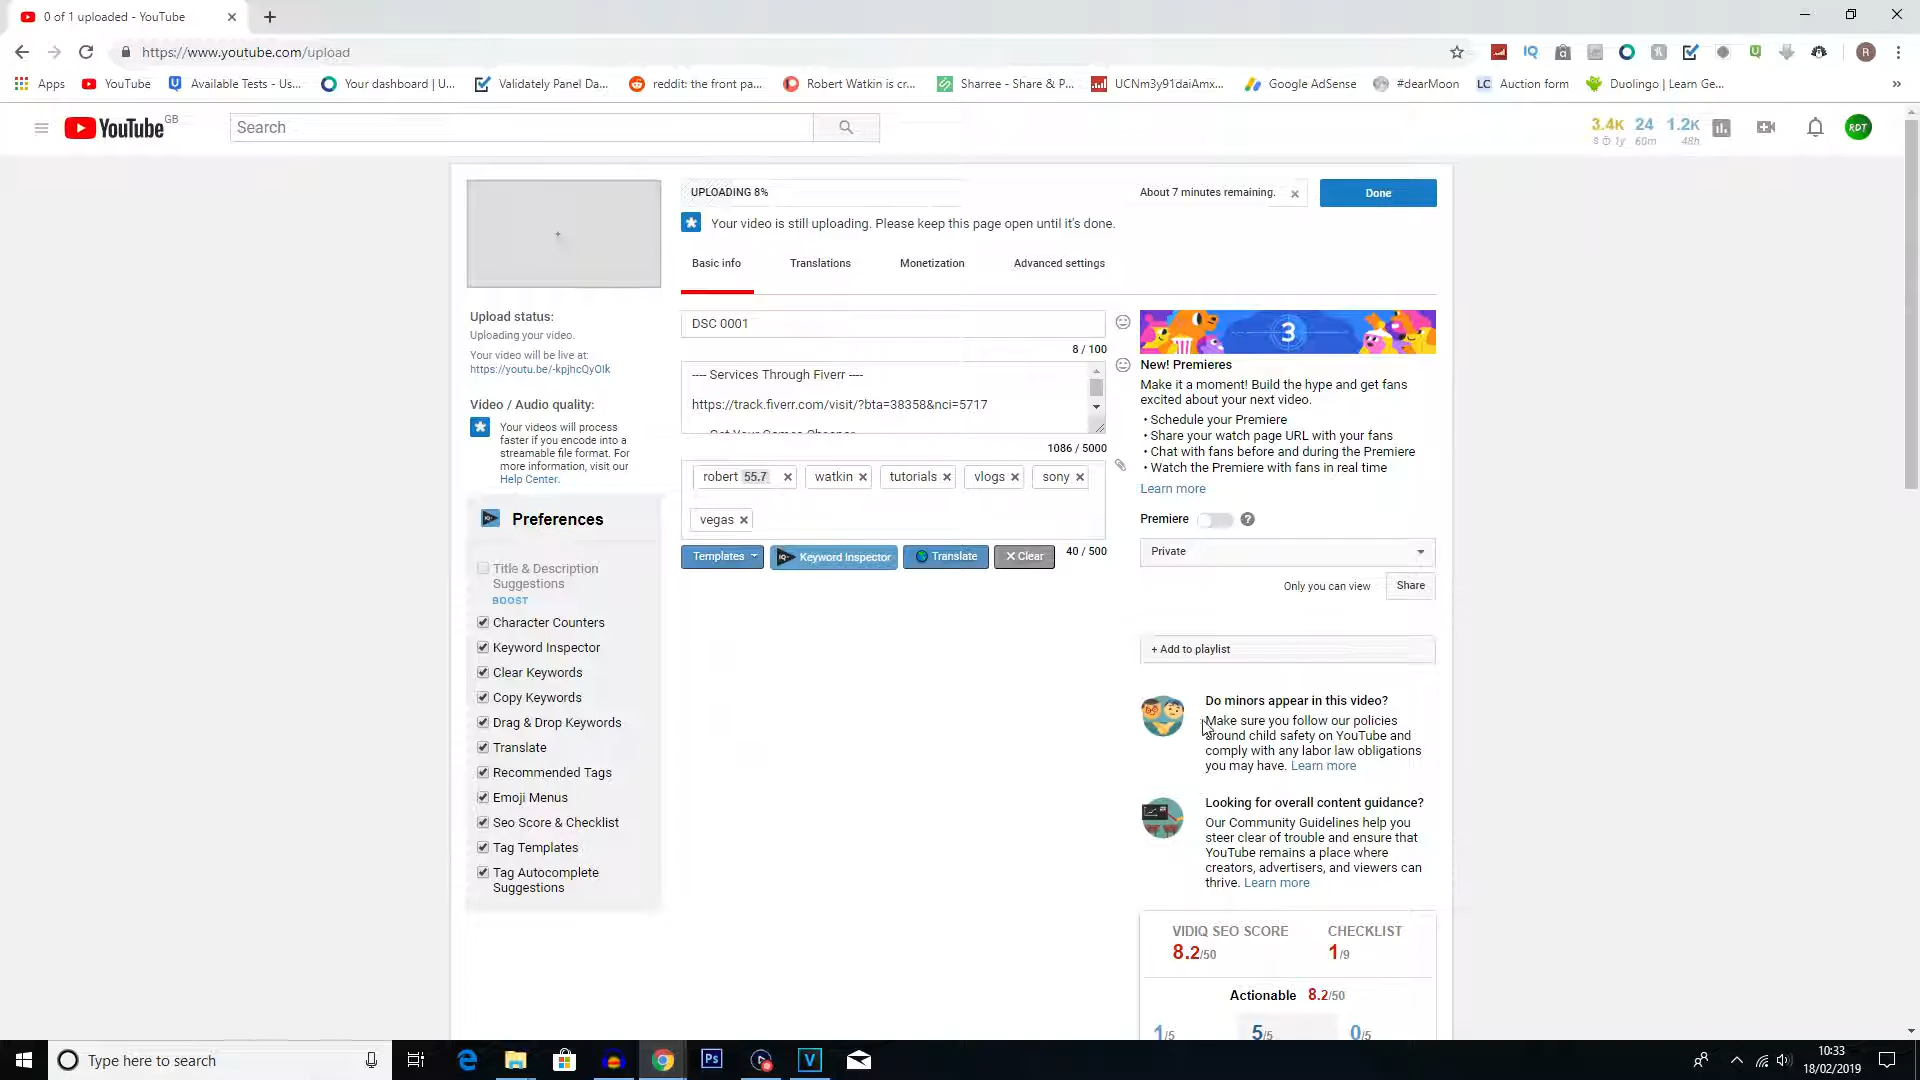 0 of 1 uploaded - YouTube
https://www.youtube.com/upload
Apps
YouTube
Available Tests - Us...
Your dashboard | U...
Validately Panel Da...
reddit: the front pa...
Robert Watkin is cr...
Sharree - Share & P...
UCNm3y91daiAmx...
Google AdSense
#dearMoon
LC Auction form
Duolingo | Learn Ge...
YouTube GB
Search
3.4K 24 1.2K
1y 60m 48h
RDT
UPLOADING 8%
About 7 minutes remaining.
Done
Your video is still uploading. Please keep this page open until it's done.
Basic info
Translations
Monetization
Advanced settings
Upload status:
Uploading your video.
Your video will be live at:
https://youtu.be/-kpjhcQyOIk
Video / Audio quality:
Your videos will process
faster if you encode into a
streamable file format. For
more information, visit our
Help Center.
DSC 0001
8 / 100
---- Services Through Fiverr ----
https://track.fiverr.com/visit/?bta=38358&nci=5717
1086 / 5000
robert 55.7
watkin
tutorials
vlogs
sony
vegas
Templates
Keyword Inspector
Translate
Clear
40 / 500
3
New! Premieres
Make it a moment! Build the hype and get fans
excited about your next video.
• Schedule your Premiere
• Share your watch page URL with your fans
• Chat with fans before and during the Premiere
• Watch the Premiere with fans in real time
Learn more
Premiere
Private
Only you can view
Share
+ Add to playlist
Do minors appear in this video?
Make sure you follow our policies
around child safety on YouTube and
comply with any labor law obligations
you may have. Learn more
Looking for overall content guidance?
Our Community Guidelines help you
steer clear of trouble and ensure that
YouTube remains a place where
creators, advertisers, and viewers can
thrive. Learn more
Preferences
Title & Description
Suggestions
BOOST
Character Counters
Keyword Inspector
Clear Keywords
Copy Keywords
Drag & Drop Keywords
Translate
Recommended Tags
Emoji Menus
Seo Score & Checklist
Tag Templates
Tag Autocomplete
Suggestions
VIDIQ SEO SCORE
CHECKLIST
8.2/50
1/9
Actionable 8.2/50
1/5
5/5
0/5
Type here to search
10:33
18/02/2019